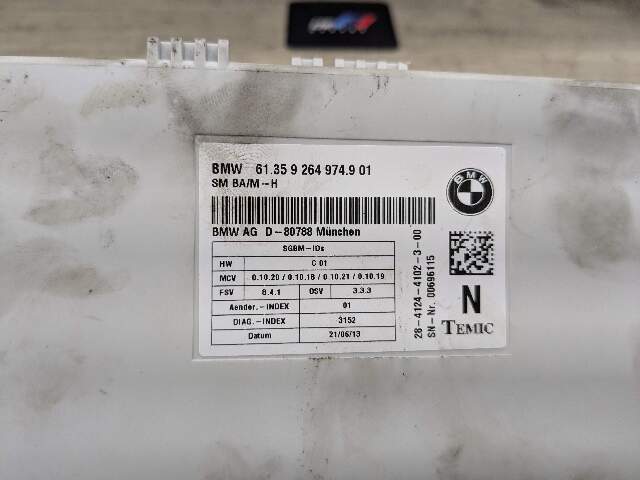 BMW 61.35 9 264 974.9 01
SM BA/M-H
BMW
BMW AG D-80788 München
SGBM-IDs
HW C 01
MCV 0.10.20 / 0.10.18 / 0.10.21 / 0.10.19
FSV 8.4.1 OSV 3.3.3
Aender.-INDEX 01
DIAG.-INDEX 3152
Datum 21/06/13
28-4124-4102-3-00
SN-Nr. 00696115
N
TEMIC